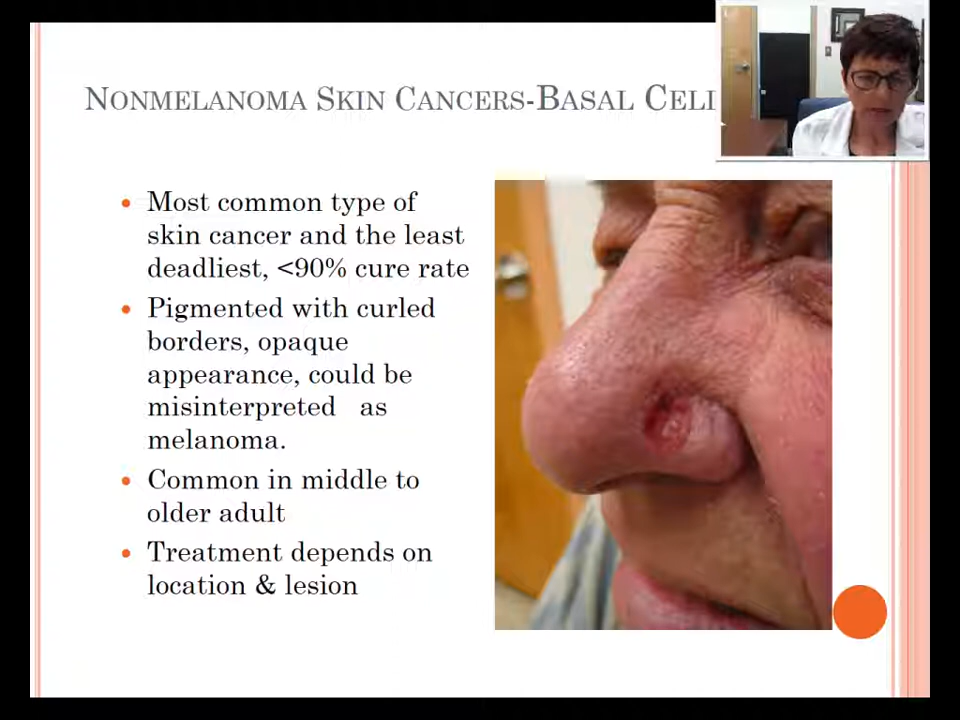 NONMELANOMA SKIN CANCERS-BASAL CELL
Most common type of
skin cancer and the least
deadliest, <90% cure rate
Pigmented with curled
borders, opaque
appearance, could be
misinterpreted as
melanoma.
Common in middle to
older adult
Treatment depends on
location & lesion